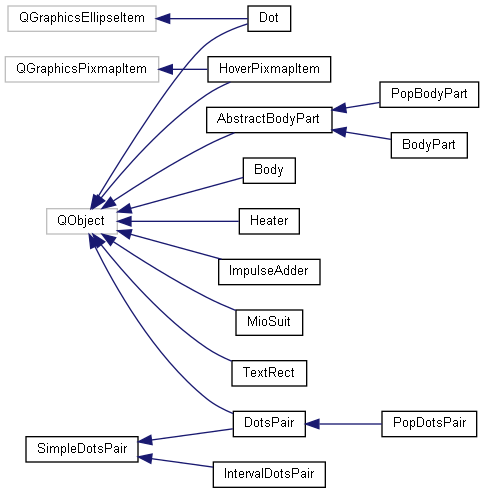 QGraphicsEllipseItem
Dot
QGraphicsPixmapItem
HoverPixmapItem
AbstractBodyPart
PopBodyPart
BodyPart
Body
QObject
Heater
ImpulseAdder
MioSuit
TextRect
DotsPair
PopDotsPair
SimpleDotsPair
IntervalDotsPair